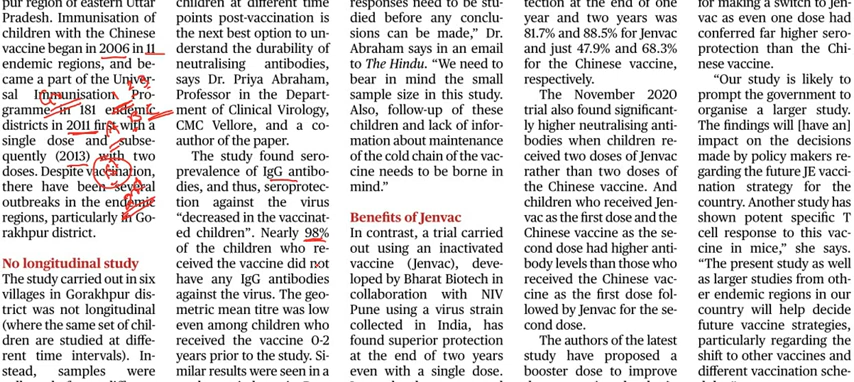 pur region of eastern Uttar
Pradesh. Immunisation of
children with the Chinese
vaccine began in 2006 in 11
endemic regions, and be-
came a part of the Univer-
sal Immunisation Pro-
gramme in 181 endemic
districts in 2011 first with a
single dose and subse-
quently (2013) with two
doses. Despite vaccination,
there have been several
outbreaks in the endemic
regions, particularly in Go-
rakhpur district.
No longitudinal study
The study carried out in six
villages in Gorakhpur dis-
trict was not longitudinal
(where the same set of chil-
dren are studied at diffe-
rent time intervals). In-
stead, samples were
children at different time
points post-vaccination is
the next best option to un-
derstand the durability of
neutralising antibodies,
says Dr. Priya Abraham,
Professor in the Depart-
ment of Clinical Virology,
CMC Vellore, and a co-
author of the paper.
The study found sero-
prevalence of IgG antibo-
dies, and thus, seroprotec-
tion against the virus
“decreased in the vaccinat-
ed children”. Nearly 98%
of the children who re-
ceived the vaccine did not
have any IgG antibodies
against the virus. The geo-
metric mean titre was low
even among children who
received the vaccine 0-2
years prior to the study. Si-
milar results were seen in a
responses need to be stu-
died before any conclu-
sions can be made,” Dr.
Abraham says in an email
to The Hindu. “We need to
bear in mind the small
sample size in this study.
Also, follow-up of these
children and lack of infor-
mation about maintenance
of the cold chain of the vac-
cine needs to be borne in
mind.”
Benefits of Jenvac
In contrast, a trial carried
out using an inactivated
vaccine (Jenvac), deve-
loped by Bharat Biotech in
collaboration with NIV
Pune using a virus strain
collected in India, has
found superior protection
at the end of two years
even with a single dose.
tection at the end of one
year and two years was
81.7% and 88.5% for Jenvac
and just 47.9% and 68.3%
for the Chinese vaccine,
respectively.
The November 2020
trial also found significant-
ly higher neutralising anti-
bodies when children re-
ceived two doses of Jenvac
rather than two doses of
the Chinese vaccine. And
children who received Jen-
vac as the first dose and the
Chinese vaccine as the se-
cond dose had higher anti-
body levels than those who
received the Chinese vac-
cine as the first dose fol-
lowed by Jenvac for the se-
cond dose.
The authors of the latest
study have proposed a
booster dose to improve
for making a switch to Jen-
vac as even one dose had
conferred far higher sero-
protection than the Chi-
nese vaccine.
“Our study is likely to
prompt the government to
organise a larger study.
The findings will [have an]
impact on the decisions
made by policy makers re-
garding the future JE vacci-
nation strategy for the
country. Another study has
shown potent specific T
cell response to this vac-
cine in mice,” she says.
“The present study as well
as larger studies from oth-
er endemic regions in our
country will help decide
future vaccine strategies,
particularly regarding the
shift to other vaccines and
different vaccination sche-